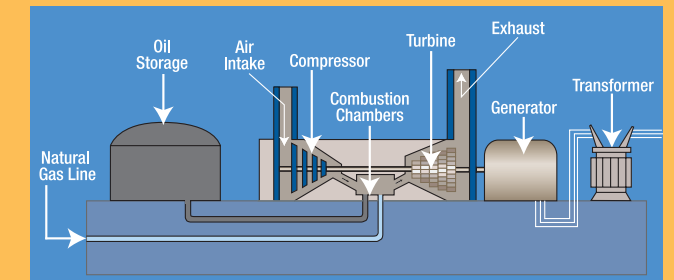 Oil
Storage
Air
Intake
Compressor
Combustion
Chambers
Turbine
Exhaust
Generator
Transformer
Natural
Gas Line